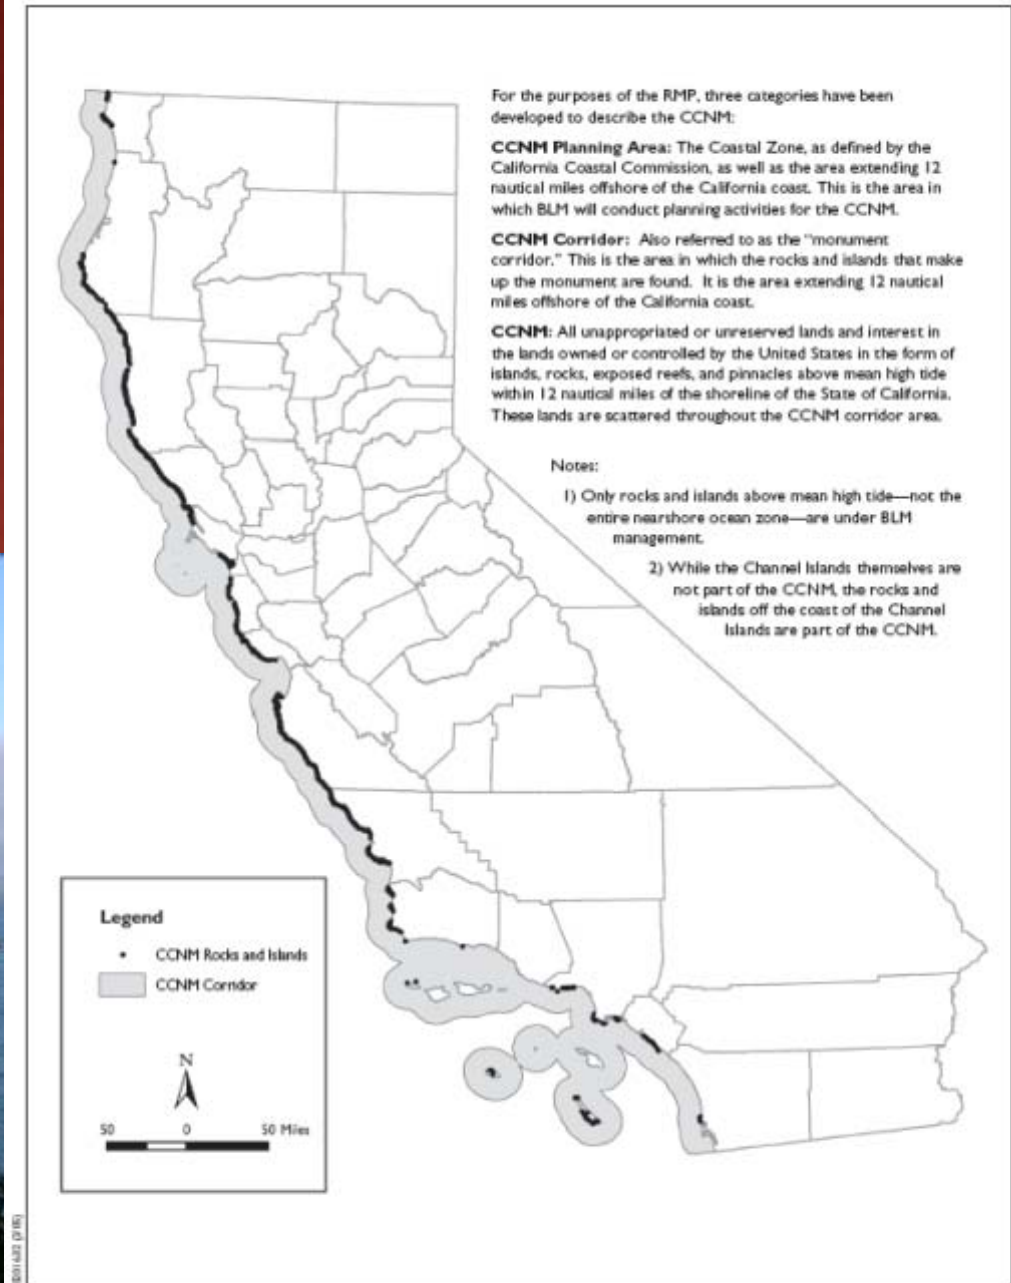 For the purposes of the RMP, three categories have been
developed to describe the CCNM:
CCNM Planning Area: The Coastal Zone, as defined by the
California Coastal Commission, as well as the area extending 12
nautical miles offshore of the California coast. This is the area in
which BLM will conduct planning activities for the CCNM.
CCNM Corridor: Also referred to as the "monument
corridor." This is the area in which the rocks and islands that make
up the monument are found. It is the area extending 12 nautical
miles offshore of the California coast.
CCNM: All unappropriated or unreserved lands and interest in
the lands owned or controlled by the United States in the form of
islands, rocks, exposed reefs, and pinnacles above mean high tide
within 12 nautical miles of the shoreline of the State of California.
These lands are scattered throughout the CCNM corridor area.
Notes:
1) Only rocks and islands above mean high tide—not the
entire nearshore ocean zone—are under BLM
management.
2) While the Channel Islands themselves are
not part of the CCNM, the rocks and
islands off the coast of the Channel
Islands are part of the CCNM.
Legend
CCNM Rocks and Islands
CCNM Corridor
N
50 0 50 Miles